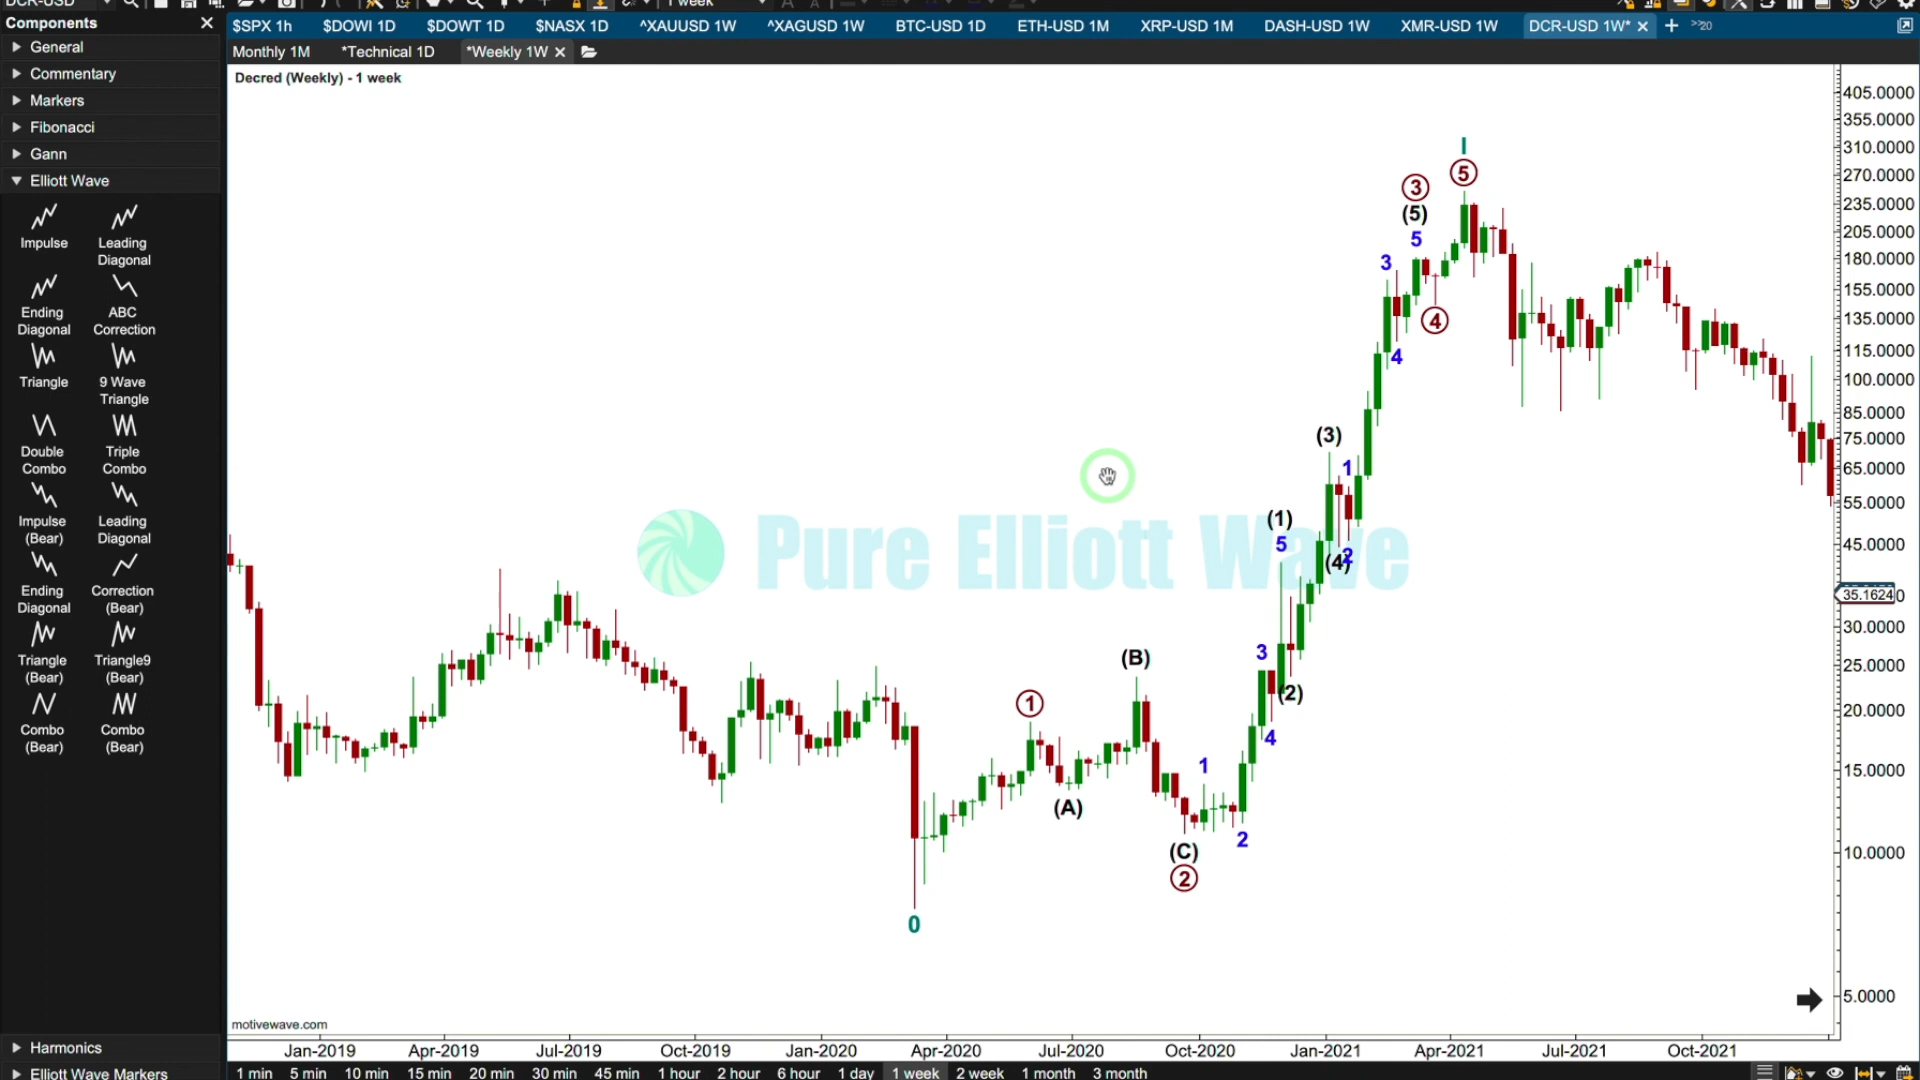 DCR-USD
1 week
Components
$SPX 1h $DOWI 1D $DOWT 1D $NASX 1D ^XAUUSD 1W ^XAGUSD 1W BTC-USD 1D ETH-USD 1M XRP-USD 1M DASH-USD 1W XMR-USD 1W DCR-USD 1W* >>20
Monthly 1M *Technical 1D *Weekly 1W
General
Commentary
Markers
Fibonacci
Gann
Elliott Wave
Impulse
Leading Diagonal
Ending Diagonal
ABC Correction
Triangle
9 Wave Triangle
Double Combo
Triple Combo
Impulse (Bear)
Leading Diagonal
Ending Diagonal
Correction (Bear)
Triangle (Bear)
Triangle9 (Bear)
Combo (Bear)
Combo (Bear)
Harmonics
Elliott Wave Markers
Decred (Weekly) - 1 week
I
5
3
(5)
5
3
4
4
(3)
1
(1)
5
(4)
2
Pure Elliott Wave
(B)
3
(2)
1
4
1
(A)
2
(C)
2
0
405.0000
355.0000
310.0000
270.0000
235.0000
205.0000
180.0000
155.0000
135.0000
115.0000
100.0000
85.0000
75.0000
65.0000
55.0000
45.0000
35.1624
30.0000
25.0000
20.0000
15.0000
10.0000
5.0000
motivewave.com
Jan-2019 Apr-2019 Jul-2019 Oct-2019 Jan-2020 Apr-2020 Jul-2020 Oct-2020 Jan-2021 Apr-2021 Jul-2021 Oct-2021
1 min 5 min 10 min 15 min 20 min 30 min 45 min 1 hour 2 hour 6 hour 1 day 1 week 2 week 1 month 3 month